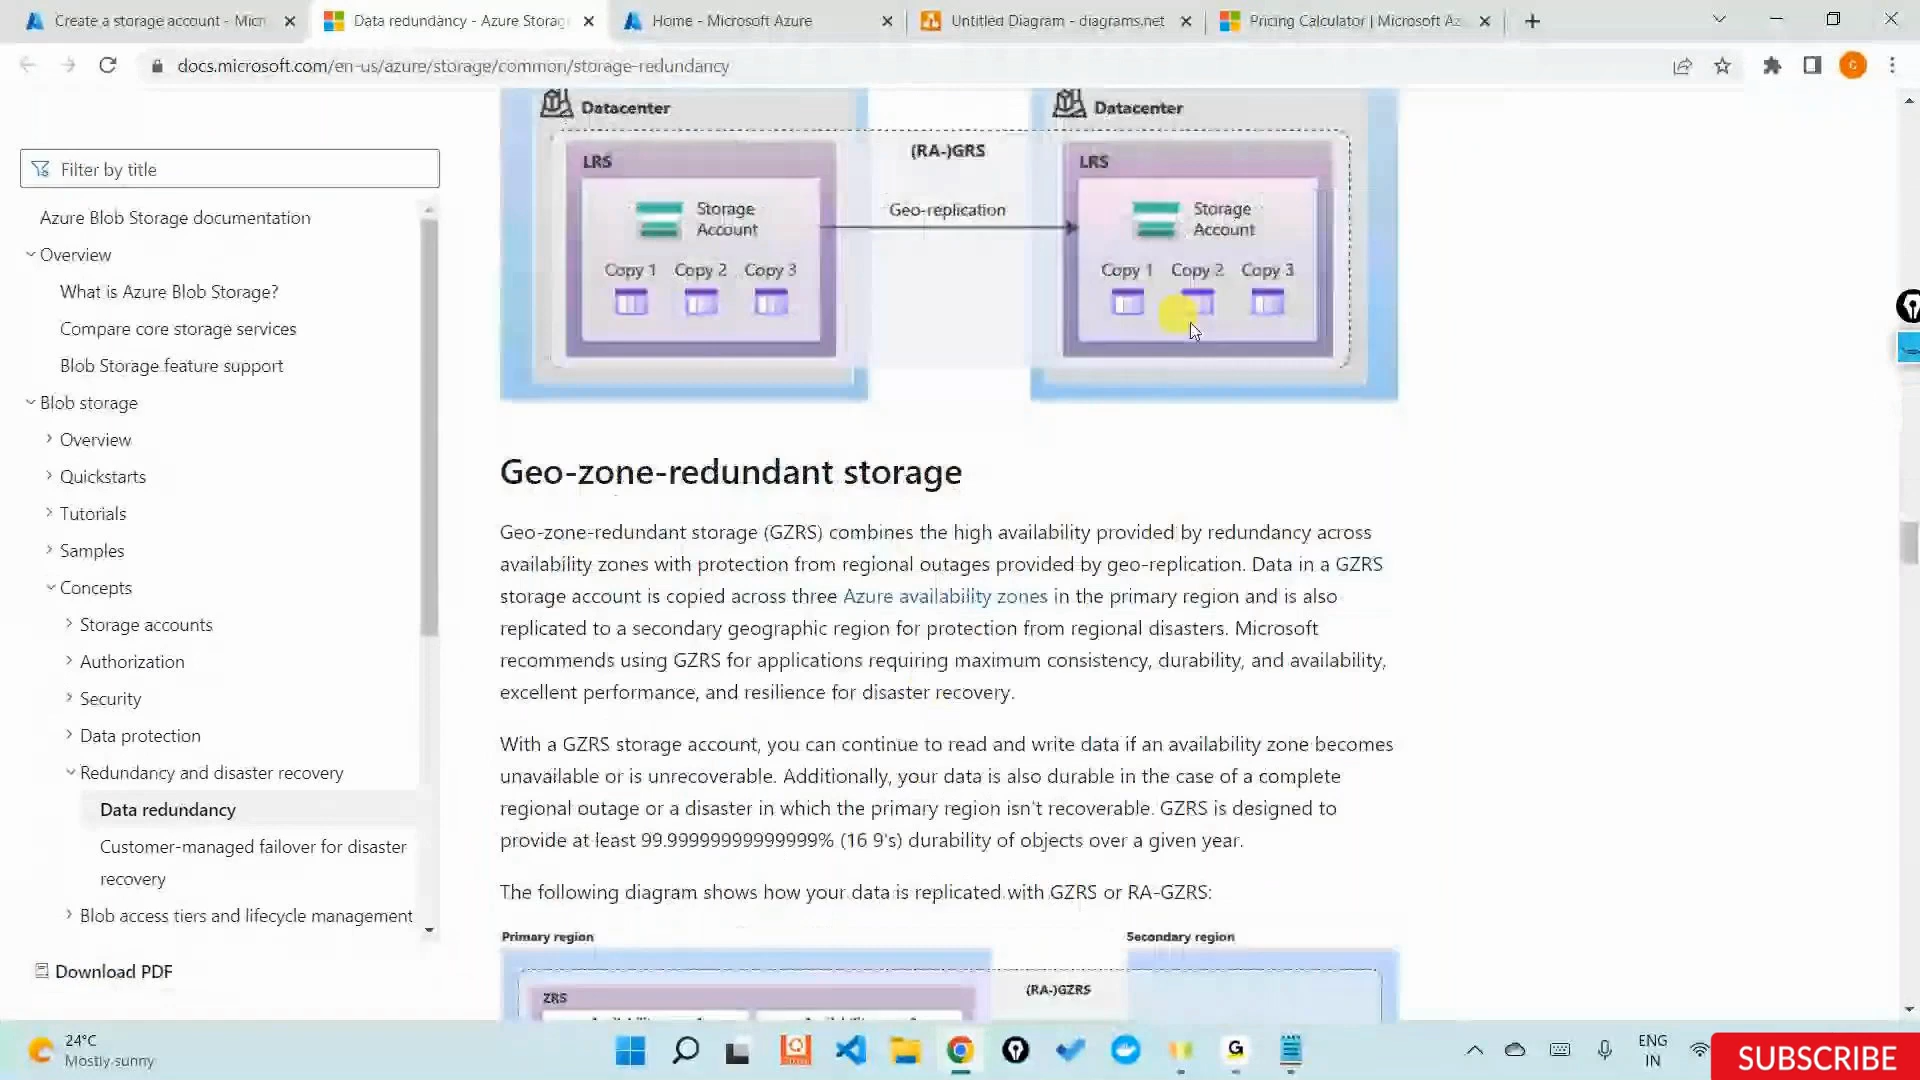 Create a storage account - Micr
Data redundancy - Azure Storag
Home - Microsoft Azure
Untitled Diagram - diagrams.net
Pricing Calculator | Microsoft Az
docs.microsoft.com/en-us/azure/storage/common/storage-redundancy
C
Filter by title
Azure Blob Storage documentation
Overview
What is Azure Blob Storage?
Compare core storage services
Blob Storage feature support
Blob storage
Overview
Quickstarts
Tutorials
Samples
Concepts
Storage accounts
Authorization
Security
Data protection
Redundancy and disaster recovery
Data redundancy
Customer-managed failover for disaster
recovery
Blob access tiers and lifecycle management
Download PDF
Datacenter
Datacenter
(RA-)GRS
LRS
LRS
Storage
Account
Geo-replication
Storage
Account
Copy 1 Copy 2 Copy 3
Copy 1 Copy 2 Copy 3
Geo-zone-redundant storage
Geo-zone-redundant storage (GZRS) combines the high availability provided by redundancy across
availability zones with protection from regional outages provided by geo-replication. Data in a GZRS
storage account is copied across three Azure availability zones in the primary region and is also
replicated to a secondary geographic region for protection from regional disasters. Microsoft
recommends using GZRS for applications requiring maximum consistency, durability, and availability,
excellent performance, and resilience for disaster recovery.
With a GZRS storage account, you can continue to read and write data if an availability zone becomes
unavailable or is unrecoverable. Additionally, your data is also durable in the case of a complete
regional outage or a disaster in which the primary region isn't recoverable. GZRS is designed to
provide at least 99.99999999999999% (16 9's) durability of objects over a given year.
The following diagram shows how your data is replicated with GZRS or RA-GZRS:
Primary region
Secondary region
(RA-)GZRS
ZRS
24°C
Mostly sunny
ENG
IN
SUBSCRIBE